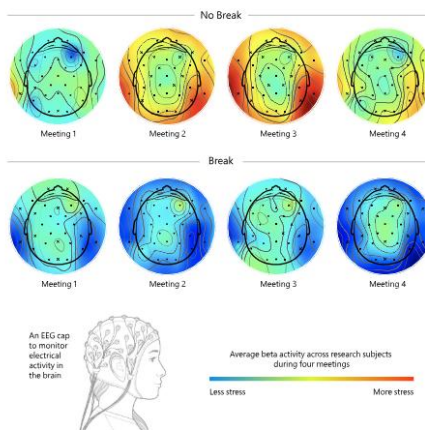 No Break
Meeting 1
Meeting 2
Meeting 3
Meeting 4
Break
Meeting 1
Meeting 2
Meeting 3
Meeting 4
An EEG cap
to monitor
electrical
activity in
the brain
Average beta activity across research subjects
during four meetings
Less stress
More stress